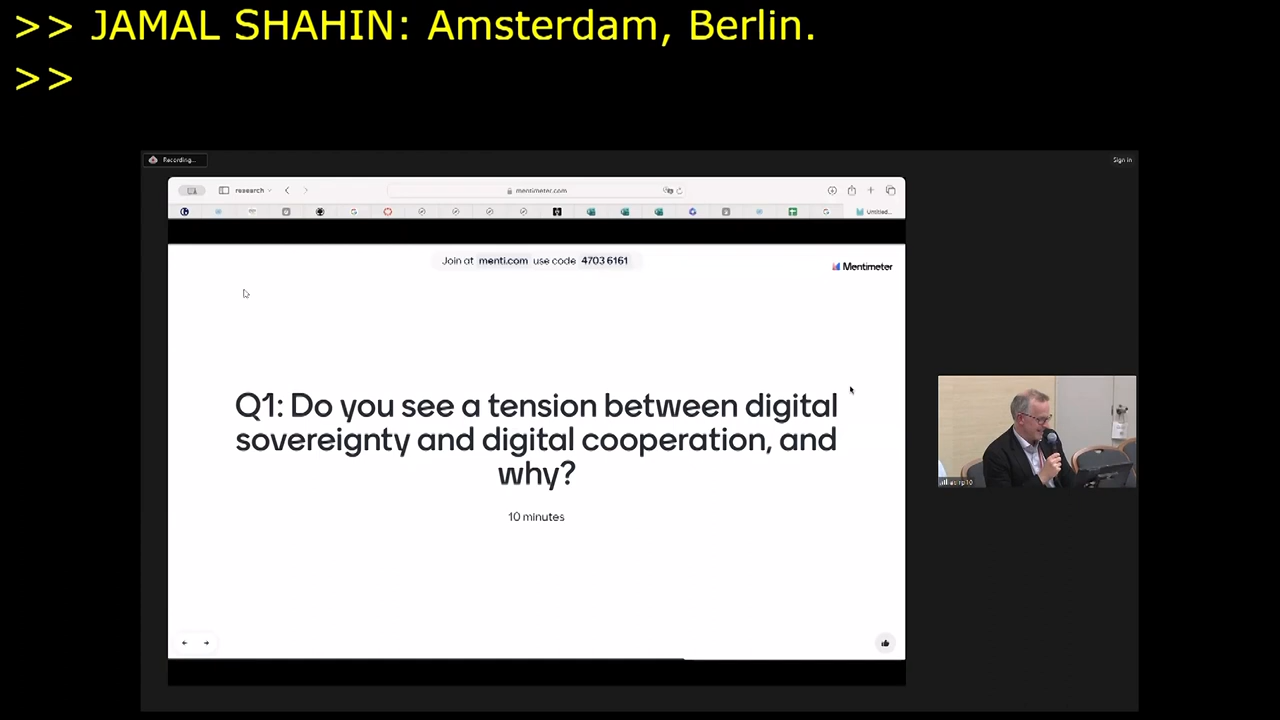 >> JAMAL SHAHIN: Amsterdam, Berlin.
>>
Recording...
Sign in
research
mentimeter.com
Untitled...
Join at menti.com use code 4703 6161
Mentimeter
Q1: Do you see a tension between digital
sovereignty and digital cooperation, and
why?
10 minutes